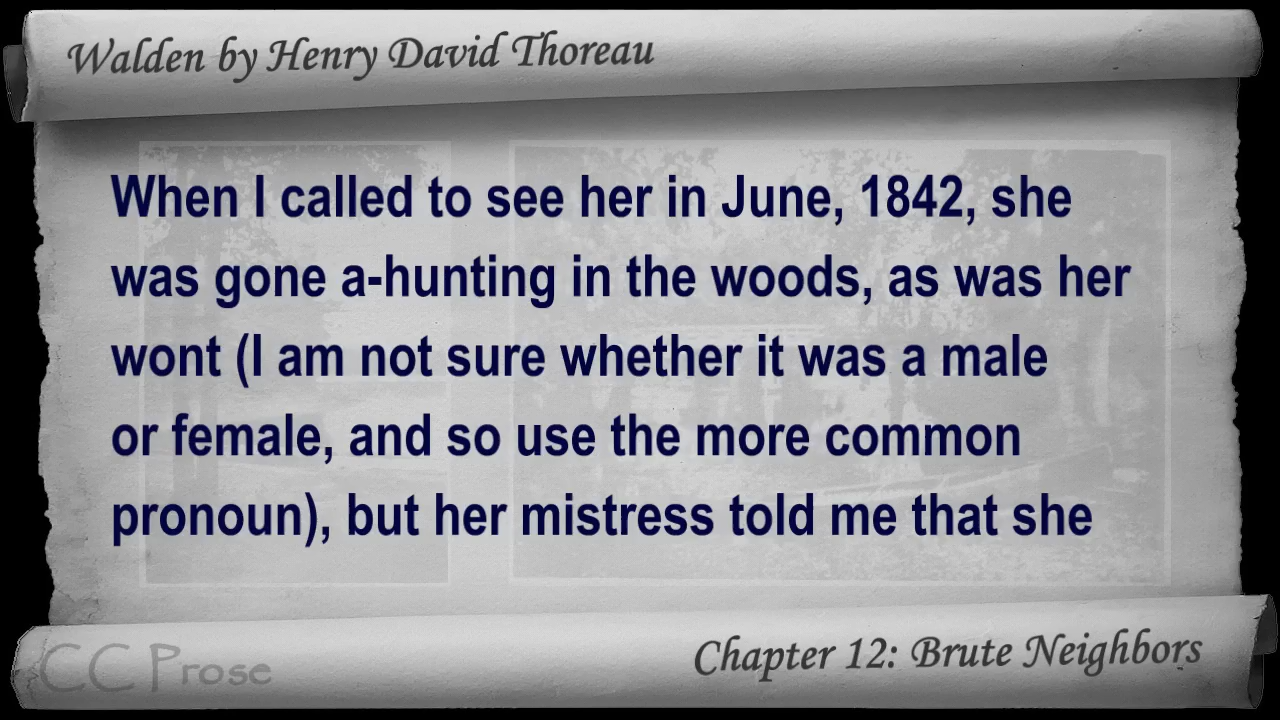 Walden by Henry David Thoreau
When I called to see her in June, 1842, she
was gone a-hunting in the woods, as was her
wont (I am not sure whether it was a male
or female, and so use the more common
pronoun), but her mistress told me that she
CC Prose
Chapter 12: Brute Neighbors